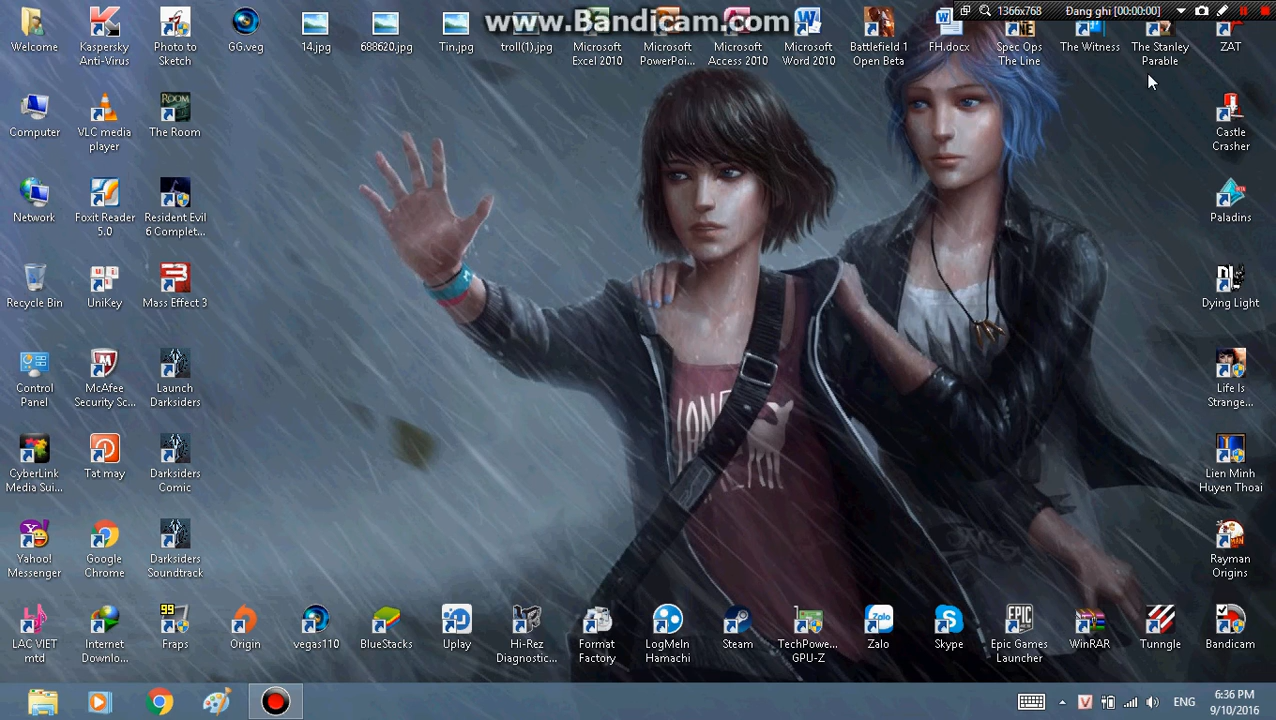 www.Bandicam.com
1366x768
Đang ghi [00:00:00]
Welcome
Kaspersky
Anti-Virus
Photo to
Sketch
GG.veg
14.jpg
688620.jpg
Tin.jpg
troll(1).jpg
Microsoft
Excel 2010
Microsoft
PowerPoi...
Microsoft
Access 2010
Microsoft
Word 2010
Battlefield 1
Open Beta
FH.docx
Spec Ops
The Line
The Witness
The Stanley
Parable
ZAT
Computer
VLC media
player
ROOM
The Room
Castle
Crasher
Network
Foxit Reader
5.0
Resident Evil
6 Complet...
BETA
Paladins
Recycle Bin
UniKey
Mass Effect 3
Dying Light
Control
Panel
McAfee
Security Sc...
Launch
Darksiders
Life Is
Strange...
CyberLink
Media Sui...
Tat may
Darksiders
Comic
Lien Minh
Huyen Thoai
Yahoo!
Messenger
Google
Chrome
Darksiders
Soundtrack
Rayman
Origins
LAC VIET
mtd
Internet
Downlo...
99
Fraps
Origin
vegas110
BlueStacks
Uplay
Hi-Rez
Diagnostic...
Format
Factory
LogMeIn
Hamachi
Steam
TechPowe...
GPU-Z
Zalo
Zalo
Skype
EPIC
GAMES
Epic Games
Launcher
WinRAR
Tunngle
Bandicam
V
ENG
6:36 PM
9/10/2016